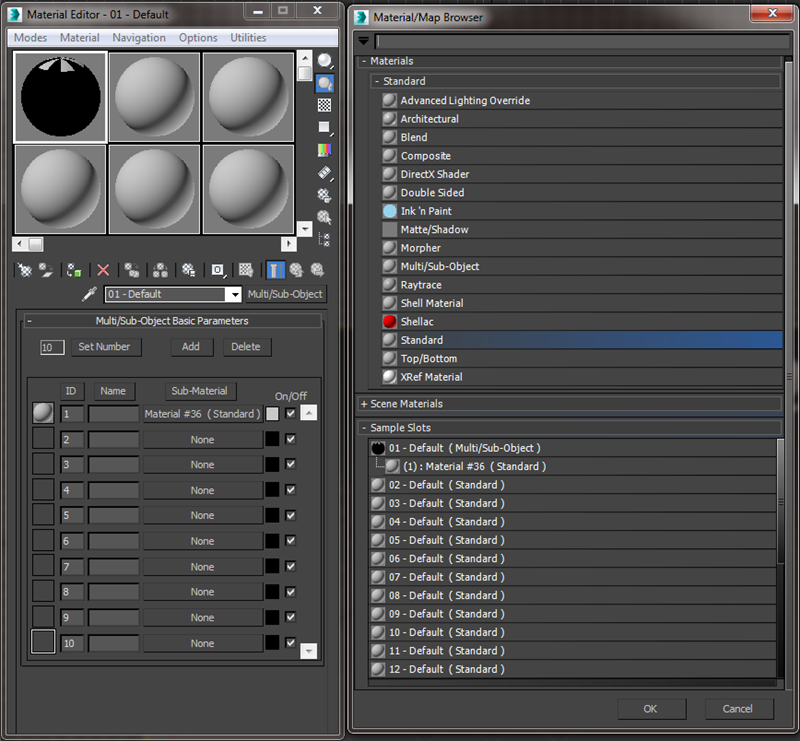 Material Editor - 01 - Default
Modes Material Navigation Options Utilities
01 - Default Multi/Sub-Object
- Multi/Sub-Object Basic Parameters
10 Set Number Add Delete
ID Name Sub-Material On/Off
1 Material #36 ( Standard )
2 None
3 None
4 None
5 None
6 None
7 None
8 None
9 None
10 None
Material/Map Browser
- Materials
- Standard
Advanced Lighting Override
Architectural
Blend
Composite
DirectX Shader
Double Sided
Ink 'n Paint
Matte/Shadow
Morpher
Multi/Sub-Object
Raytrace
Shell Material
Shellac
Standard
Top/Bottom
XRef Material
+ Scene Materials
- Sample Slots
01 - Default ( Multi/Sub-Object )
(1) : Material #36 ( Standard )
02 - Default ( Standard )
03 - Default ( Standard )
04 - Default ( Standard )
05 - Default ( Standard )
06 - Default ( Standard )
07 - Default ( Standard )
08 - Default ( Standard )
09 - Default ( Standard )
10 - Default ( Standard )
11 - Default ( Standard )
12 - Default ( Standard )
OK Cancel